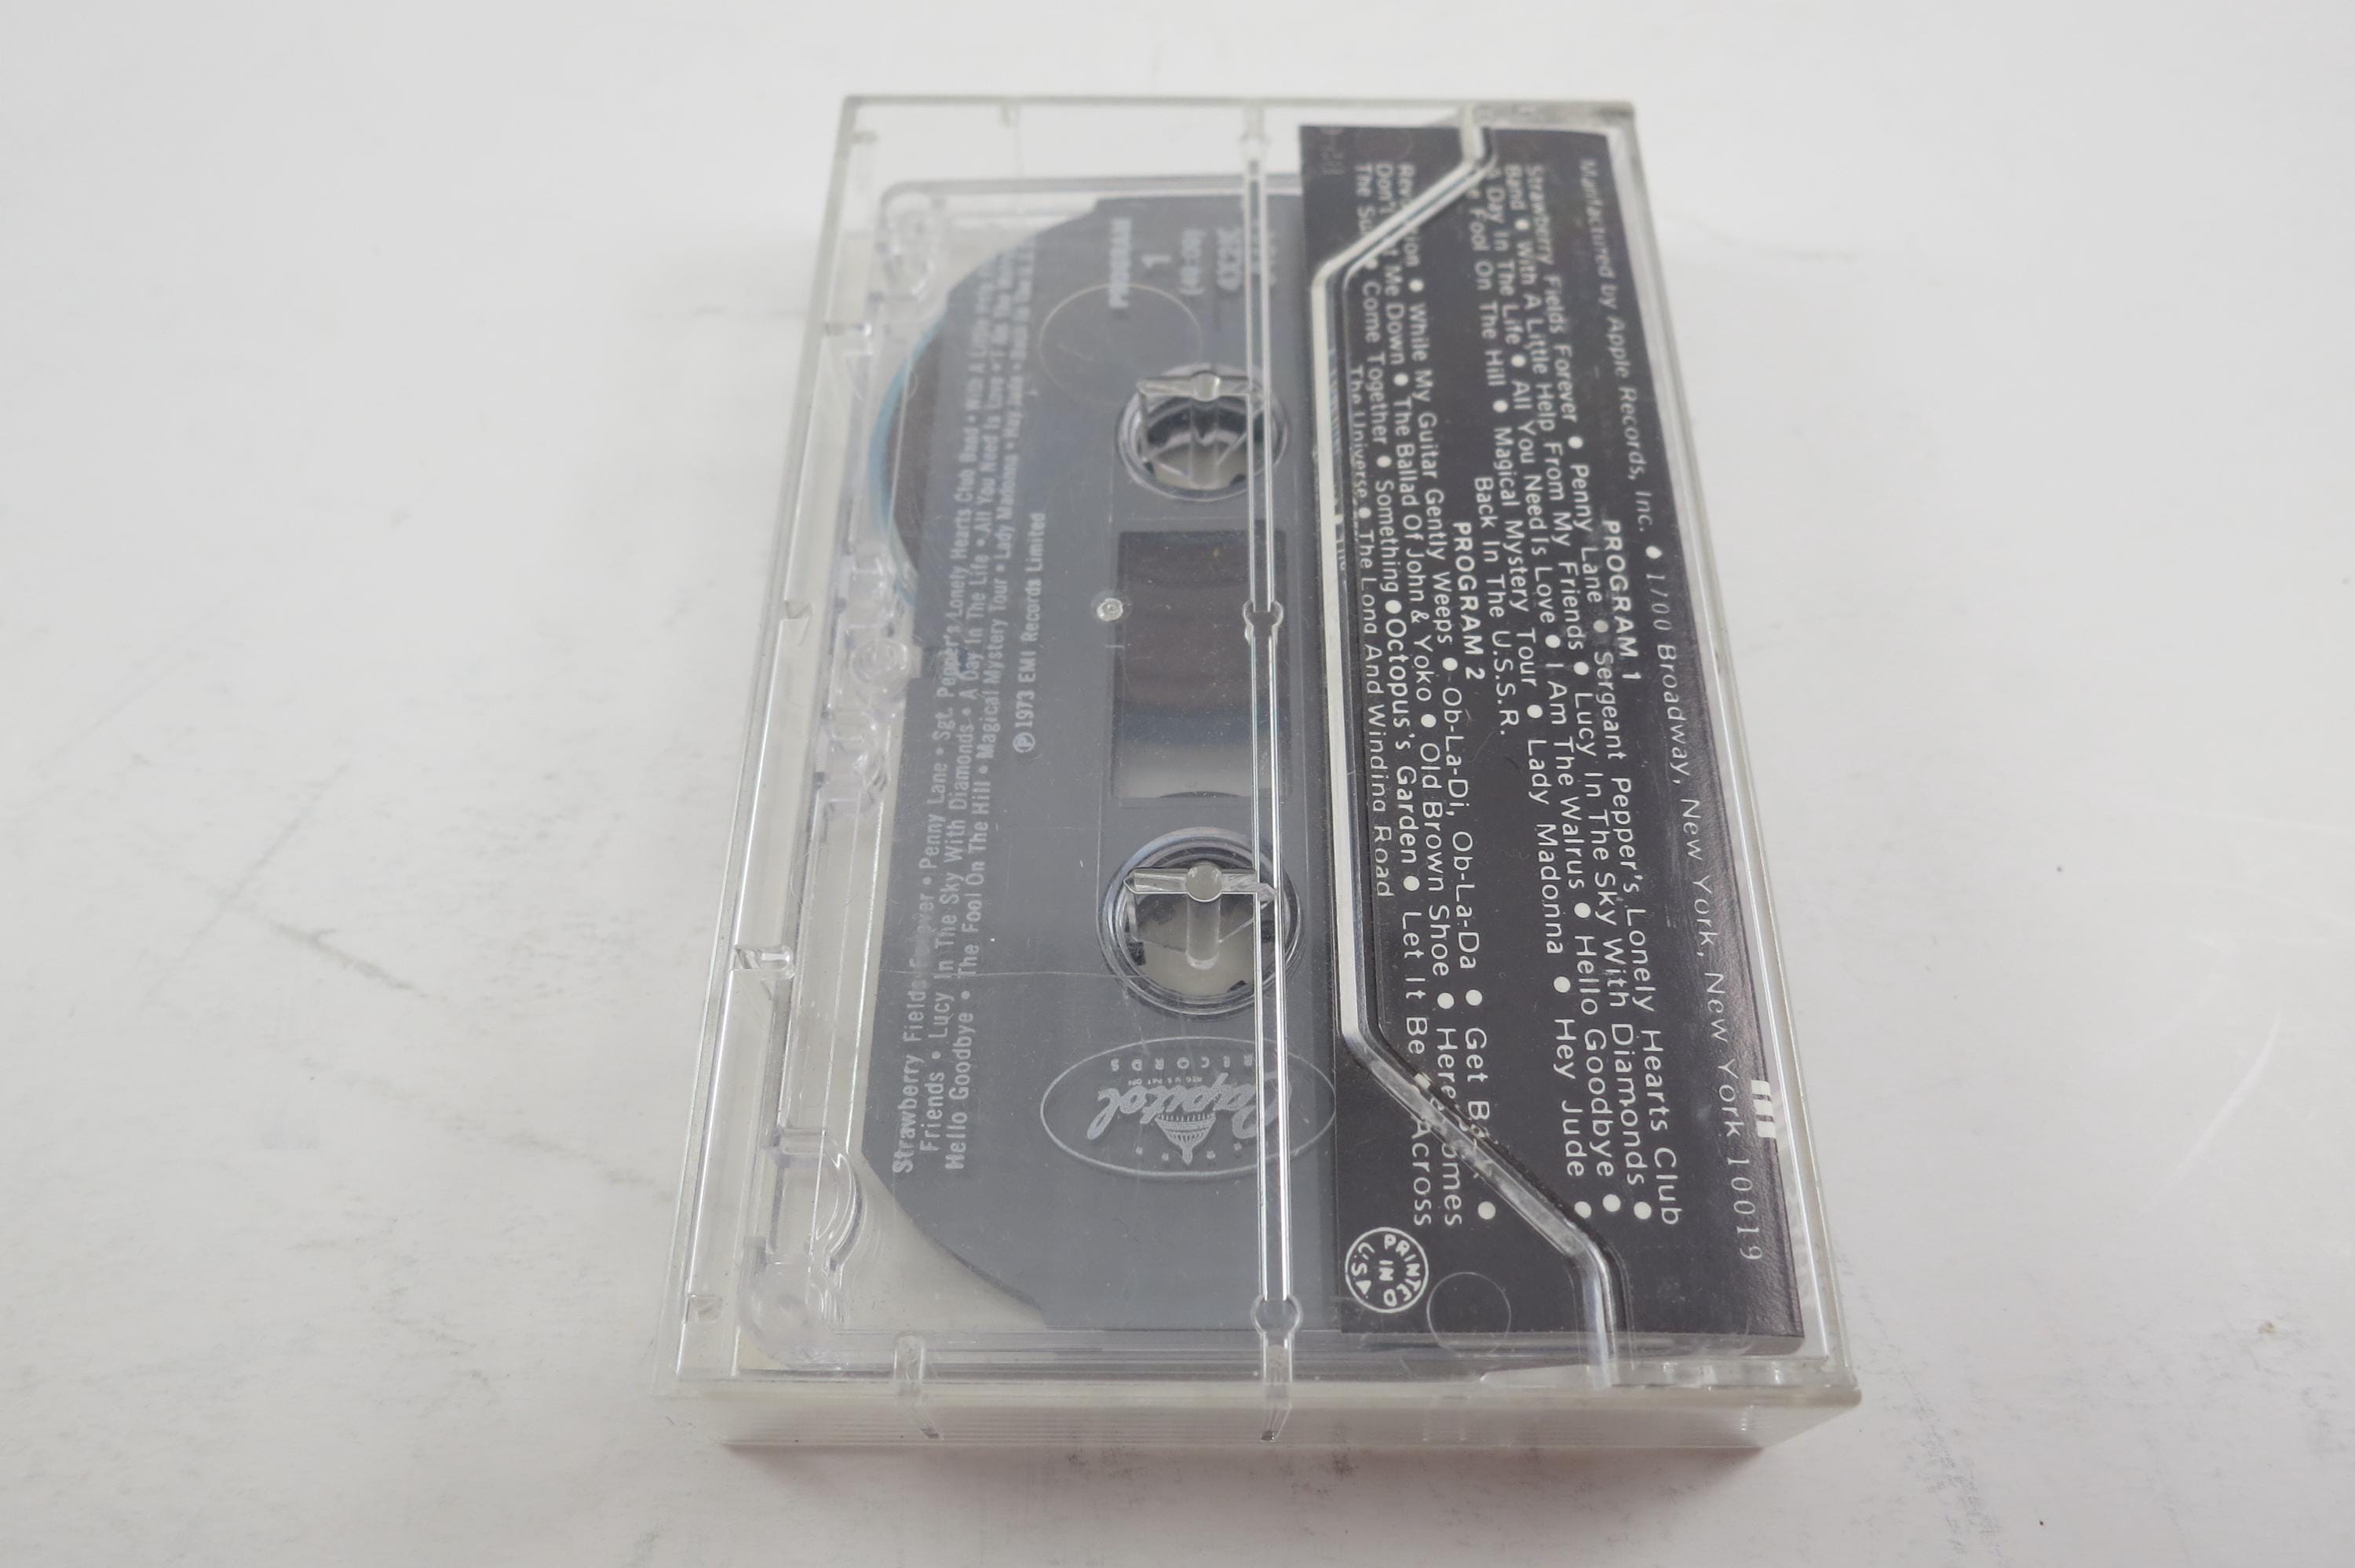 Manufactured by Apple Records, Inc. ● 1700 Broadway, New York, New York 10019
PROGRAM 1
Strawberry Fields Forever ● Penny Lane ● Sergeant Pepper's Lonely Hearts Club
Band ● With A Little Help From My Friends ● Lucy In The Sky With Diamonds ●
A Day In The Life ● All You Need Is Love ● I Am The Walrus ● Hello Goodbye ●
Fool On The Hill ● Magical Mystery Tour ● Lady Madonna ● Hey Jude ●
Back In The U.S.S.R.
PROGRAM 2
While My Guitar Gently Weeps ● Ob-La-Di, Ob-La-Da ● Get ●
Don't Me Down ● The Ballad Of John & Yoko ● Old Brown Shoe ● Here
The Come Together ● Something ● Octopus's Garden ● Let It Be Across
The Universe ● The Long And Winding Road
PRINTED IN U.S.A.
PROGRAM
1
Capitol
RECORDS
REG. U.S. PAT. OFF.
Strawberry Fields Forever • Penny Lane • Sgt. Pepper's Lonely Hearts Club Band • With A Little
Friends • Lucy In The Sky With Diamonds • A Day In The Life • All You Need Is Love • I Am The
Hello Goodbye • The Fool On The Hill • Magical Mystery Tour • Lady Madonna • Hey Jude •
℗ 1973 EMI Records Limited